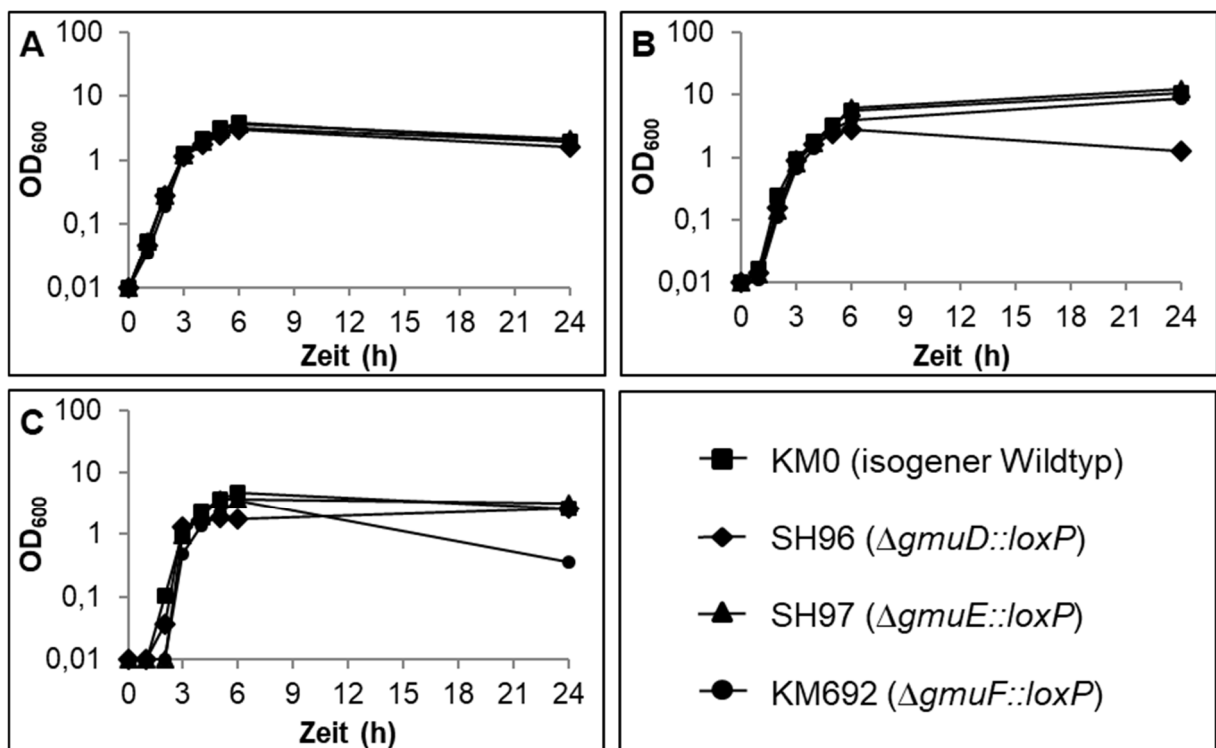 A
100
10
1
0,1
0,01
OD600
0 3 6 9 12 15 18 21 24
Zeit (h)
B
100
10
1
0,1
0,01
OD600
0 3 6 9 12 15 18 21 24
Zeit (h)
C
100
10
1
0,1
0,01
OD600
0 3 6 9 12 15 18 21 24
Zeit (h)
KM0 (isogener Wildtyp)
SH96 (ΔgmuD::loxP)
SH97 (ΔgmuE::loxP)
KM692 (ΔgmuF::loxP)